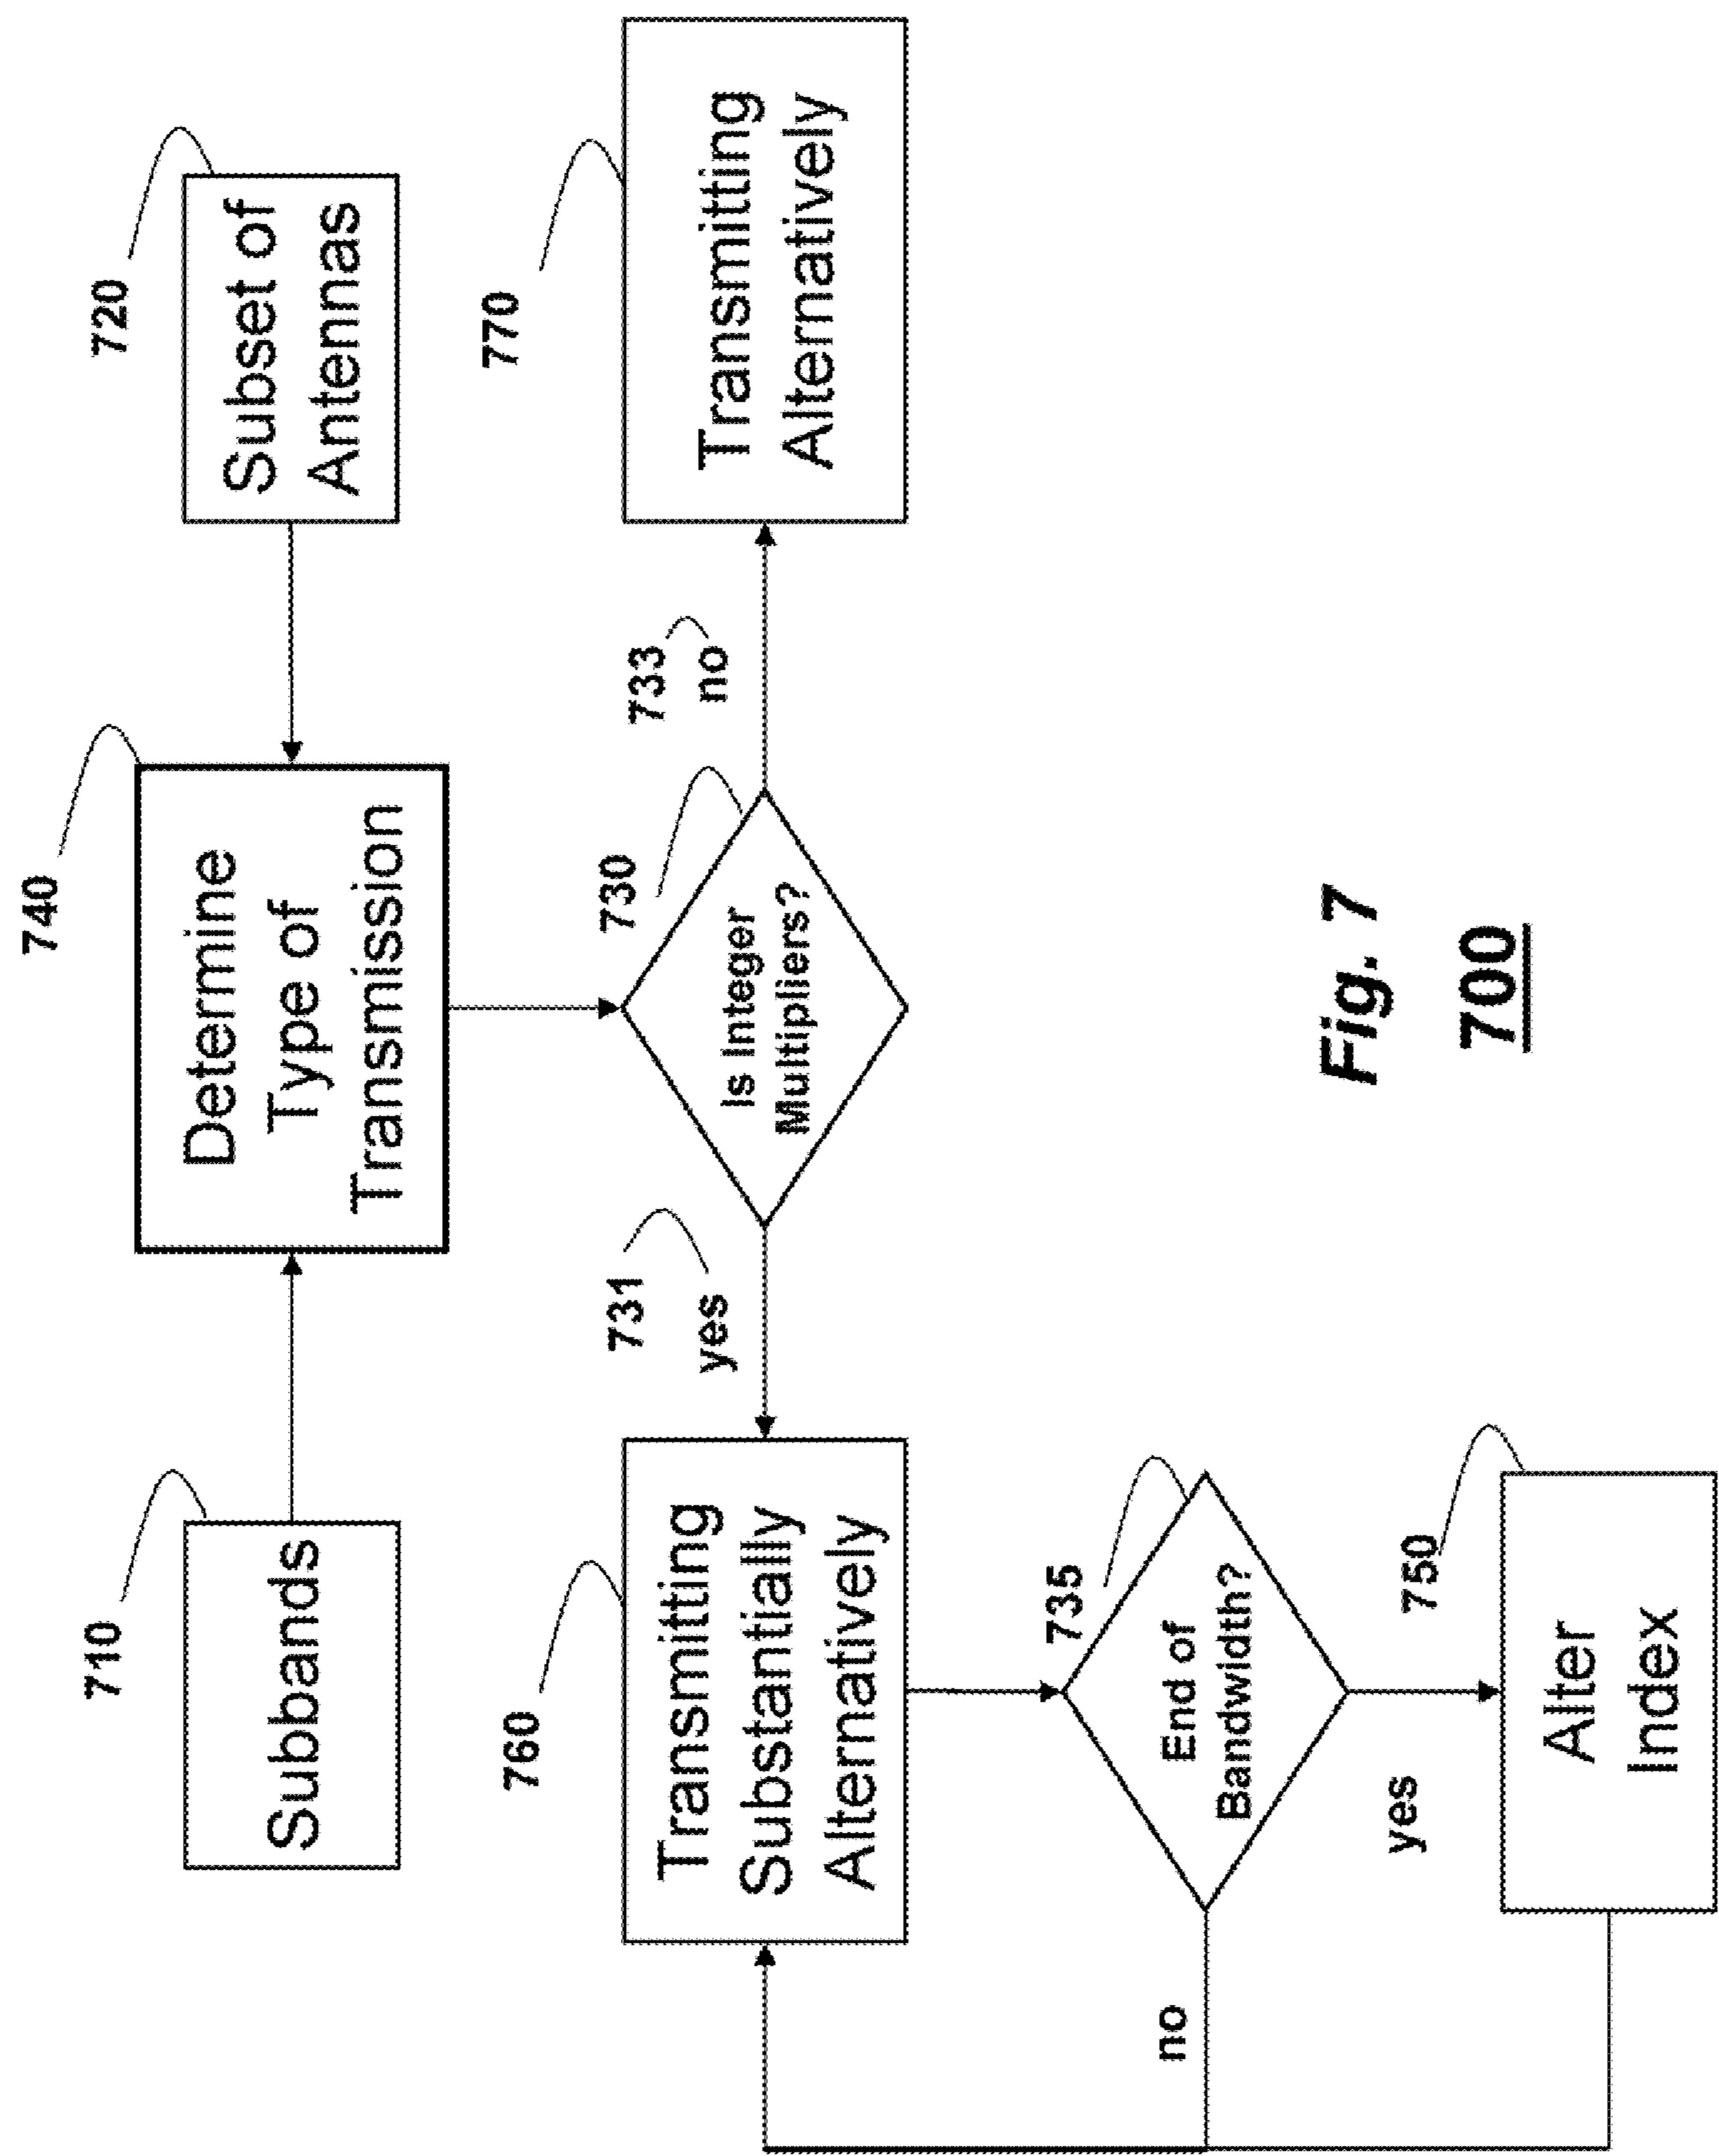 710
Subbands
740
Determine
Type of
Transmission
720
Subset of
Antennas
760
Transmitting
Substantially
Alternatively
731
yes
730
Is Integer
Multipliers?
733
no
770
Transmitting
Alternatively
735
End of
Bandwidth?
no
yes
750
Alter
Index
Fig. 7
700